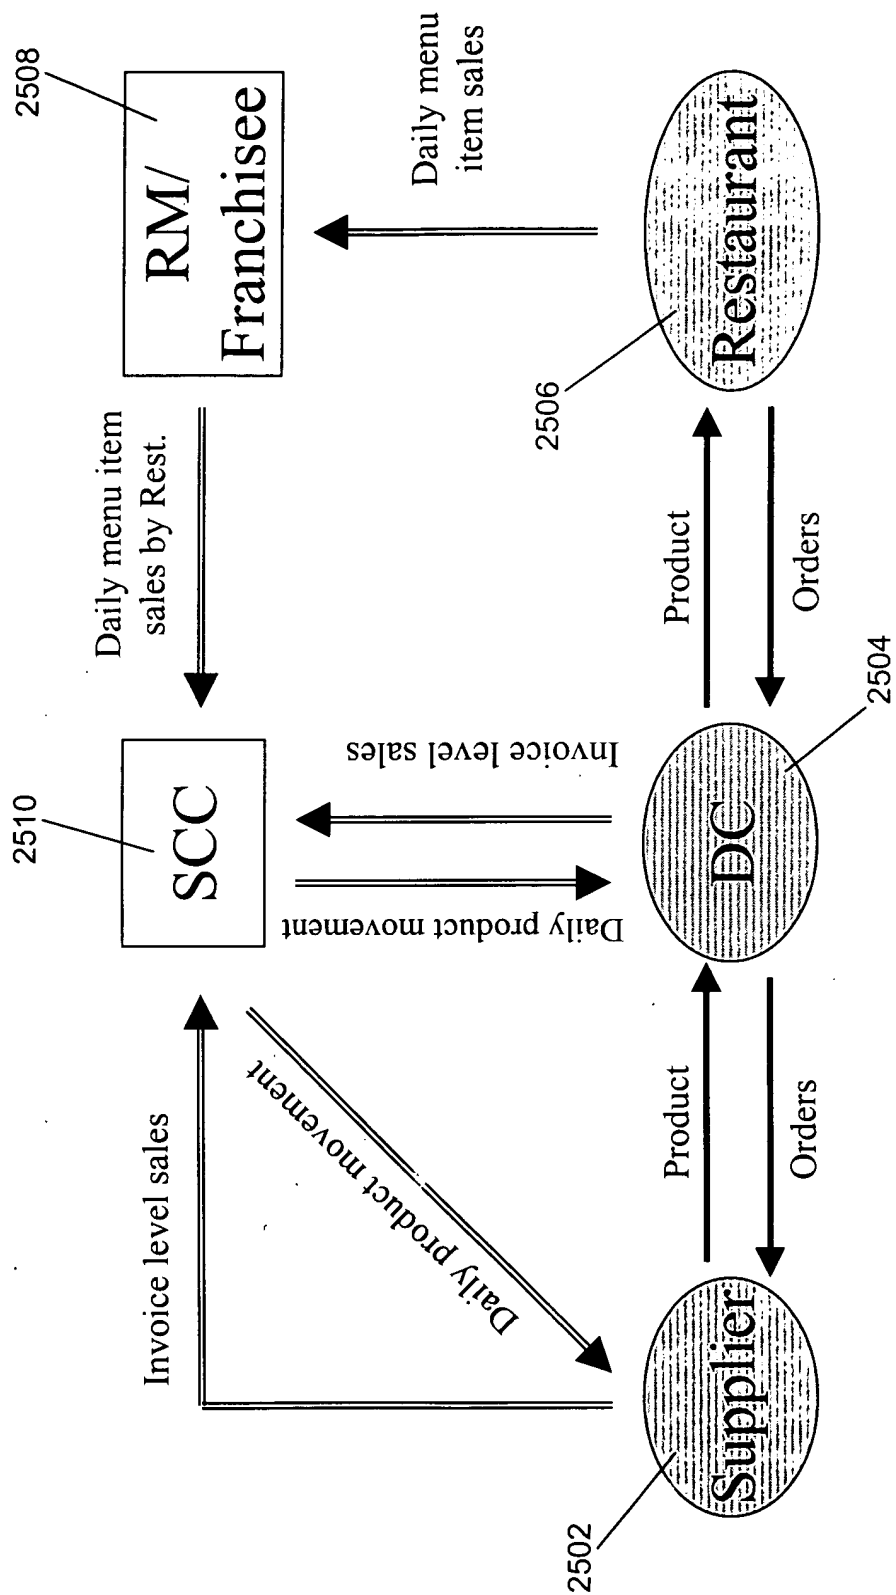 Invoice level sales
2510
SCC
Daily menu item
sales by Rest.
2508
RM/
Franchisee
Daily product movement
Daily product movement
Invoice level sales
Daily menu
item sales
2502
Supplier
Product
Orders
DC
2504
Product
Orders
2506
Restaurant